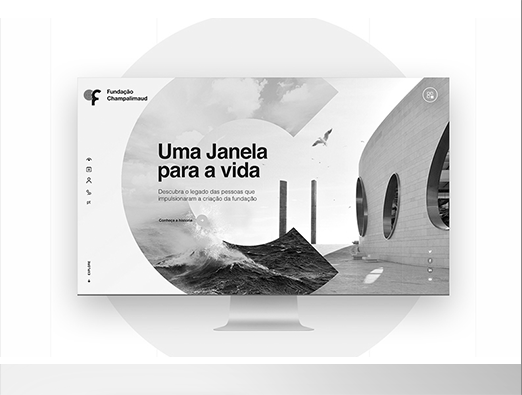 Fundação
Champalimaud
Uma Janela
para a vida
Descubra o legado das pessoas que
impulsionaram a criação da fundação
Conheça a história
EXPLORE